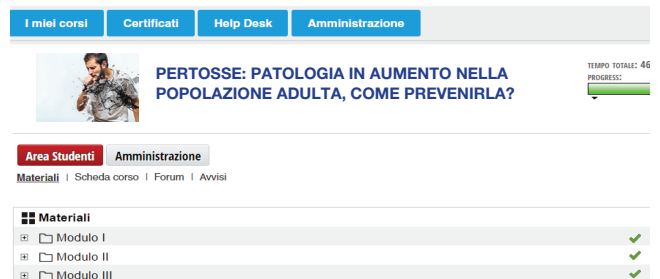 I miei corsi Certificati Help Desk Amministrazione
PERTOSSE: PATOLOGIA IN AUMENTO NELLA
POPOLAZIONE ADULTA, COME PREVENIRLA?
TEMPO TOTALE: 46
PROGRESS:
Area Studenti Amministrazione
Materiali | Scheda corso | Forum | Avvisi
Materiali
Modulo I
Modulo II
Modulo III